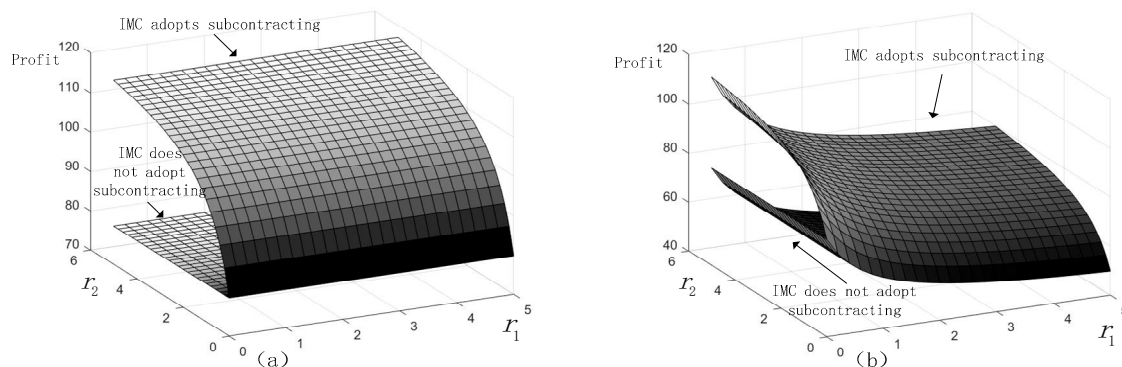 IMC adopts subcontracting
120
Profit
110
100
IMC does
not adopt
subcontracting
90
80
70
6
r2
4
2
0
0
1
2
3
4
5
r1
(a)
120
Profit
IMC adopts subcontracting
100
80
60
40
6
r2
4
2
0
IMC does not adopt
subcontracting
0
1
2
3
4
5
r1
(b)